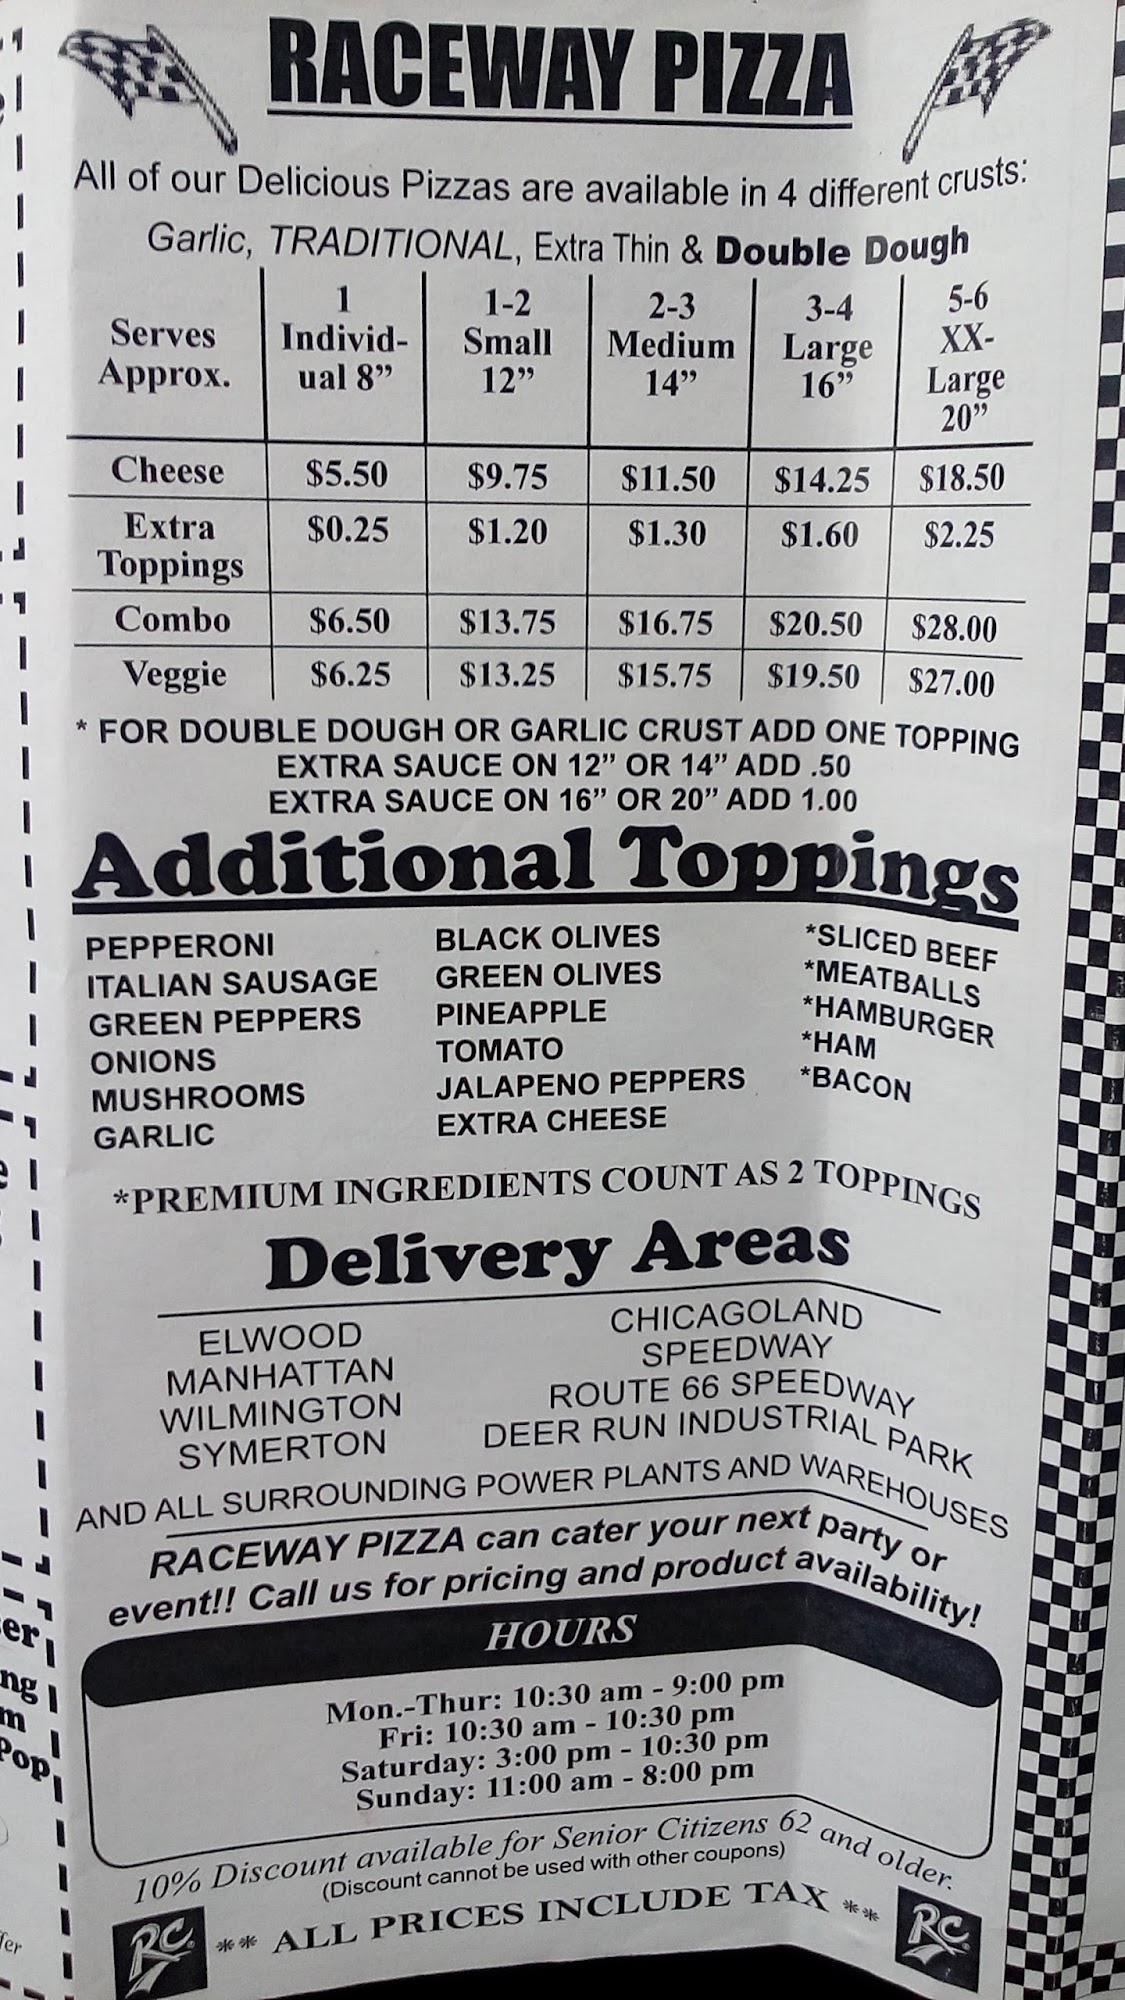 RACEWAY PIZZA
All of our Delicious Pizzas are available in 4 different crusts:
Garlic, TRADITIONAL, Extra Thin & Double Dough
Serves Approx. | 1 Individ-ual 8” | 1-2 Small 12” | 2-3 Medium 14” | 3-4 Large 16” | 5-6 XX-Large 20”
Cheese $5.50 $9.75 $11.50 $14.25 $18.50
Extra Toppings $0.25 $1.20 $1.30 $1.60 $2.25
Combo $6.50 $13.75 $16.75 $20.50 $28.00
Veggie $6.25 $13.25 $15.75 $19.50 $27.00
* FOR DOUBLE DOUGH OR GARLIC CRUST ADD ONE TOPPING
EXTRA SAUCE ON 12” OR 14” ADD .50
EXTRA SAUCE ON 16” OR 20” ADD 1.00
Additional Toppings
PEPPERONI
ITALIAN SAUSAGE
GREEN PEPPERS
ONIONS
MUSHROOMS
GARLIC
BLACK OLIVES
GREEN OLIVES
PINEAPPLE
TOMATO
JALAPENO PEPPERS
EXTRA CHEESE
*SLICED BEEF
*MEATBALLS
*HAMBURGER
*HAM
*BACON
*PREMIUM INGREDIENTS COUNT AS 2 TOPPINGS
Delivery Areas
ELWOOD
MANHATTAN
WILMINGTON
SYMERTON
CHICAGOLAND
SPEEDWAY
ROUTE 66 SPEEDWAY
DEER RUN INDUSTRIAL PARK
AND ALL SURROUNDING POWER PLANTS AND WAREHOUSES
RACEWAY PIZZA can cater your next party or
event!! Call us for pricing and product availability!
HOURS
Mon.-Thur: 10:30 am - 9:00 pm
Fri: 10:30 am - 10:30 pm
Saturday: 3:00 pm - 10:30 pm
Sunday: 11:00 am - 8:00 pm
10% Discount available for Senior Citizens 62 and older.
(Discount cannot be used with other coupons)
** ALL PRICES INCLUDE TAX **
RC
RC
Pop